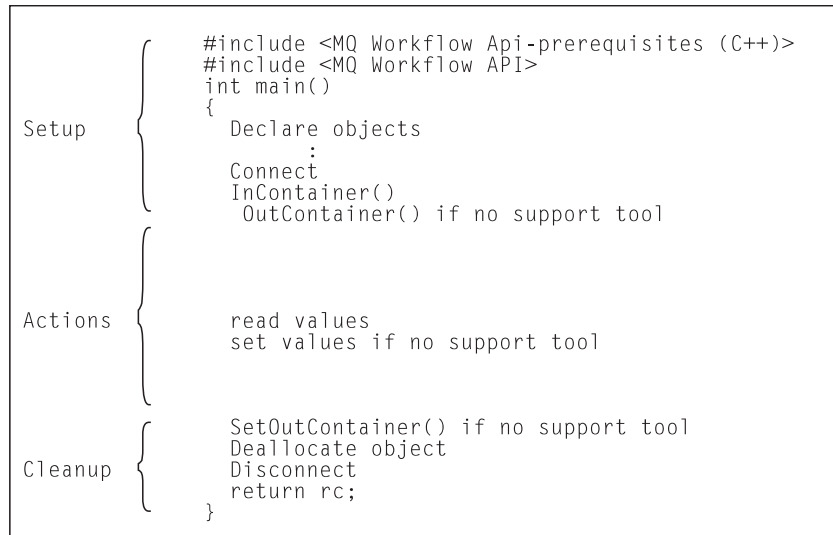 #include <MQ Workflow Api-prerequisites (C++)>
#include <MQ Workflow API>
int main()
{
Setup
Declare objects
:
Connect
InContainer()
OutContainer() if no support tool
Actions
read values
set values if no support tool
SetOutContainer() if no support tool
Deallocate object
Cleanup
Disconnect
return rc;
}